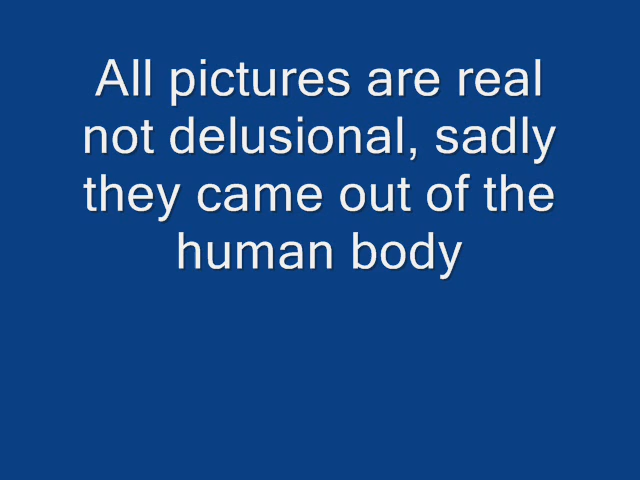 All pictures are real
not delusional, sadly
they came out of the
human body